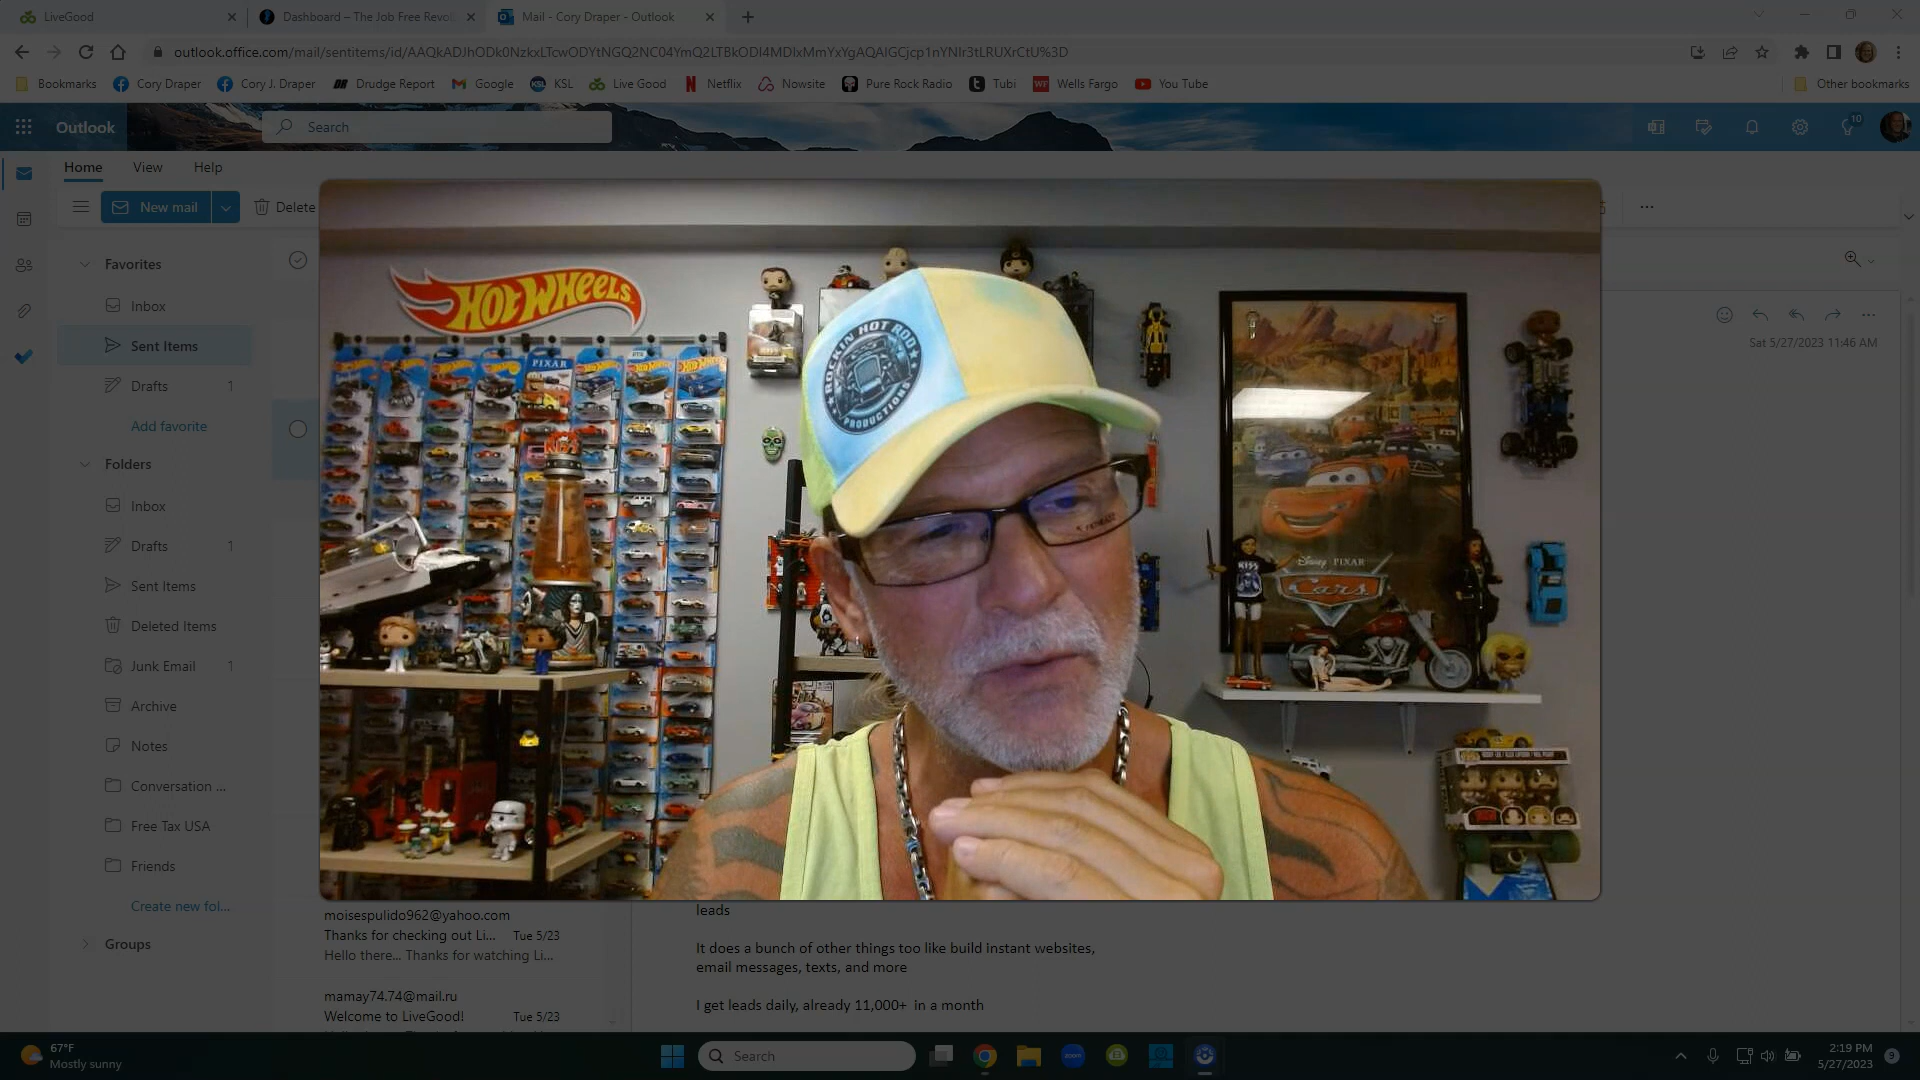 LiveGood
Dashboard – The Job Free Revol
Mail - Cory Draper - Outlook
outlook.office.com/mail/sentitems/id/AAQkADJhODk0NzkxLTcwODYtNGQ2NC04YmQ2LTBkODI4MDIxMmYxYgAQAIGCjcp1nYNIr3tLRUXrCtU%3D
Bookmarks
Cory Draper
Cory J. Draper
Drudge Report
Google
KSL
KSL
Live Good
Netflix
Nowsite
Pure Rock Radio
Tubi
WF
Wells Fargo
You Tube
Other bookmarks
Outlook
Search
10
Home
View
Help
New mail
Delete
Favorites
Inbox
Sent Items
Drafts 1
Add favorite
Folders
Inbox
Drafts 1
Sent Items
Deleted Items
Junk Email 1
Archive
Notes
Conversation ...
Free Tax USA
Friends
Create new fol...
Groups
Sat 5/27/2023 11:46 AM
HOT WHEELS
PIXAR
ROCKIN HOT ROD
PRODUCTIONS
Disney PIXAR
Cars
KISS
moisespulido962@yahoo.com
Thanks for checking out Li... Tue 5/23
Hello there... Thanks for watching Li...
mamay74.74@mail.ru
Welcome to LiveGood! Tue 5/23
leads
It does a bunch of other things too like build instant websites,
email messages, texts, and more
I get leads daily, already 11,000+ in a month
67°F
Mostly sunny
Search
zoom
2:19 PM
5/27/2023
9